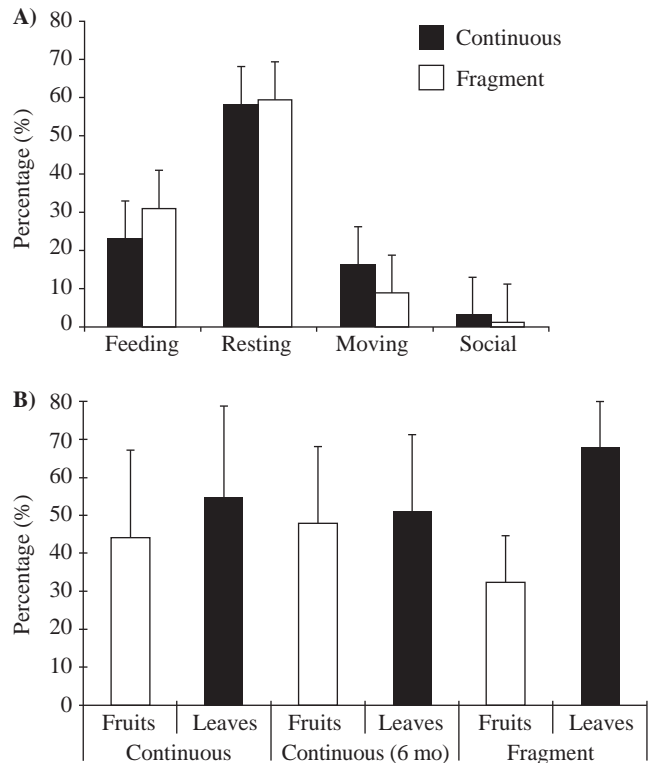 A)
80
70
60
50
40
30
20
10
0
Percentage (%)
Continuous
Fragment
Feeding Resting Moving Social
B)
80
70
60
50
40
30
20
10
0
Percentage (%)
Fruits Leaves Fruits Leaves Fruits Leaves
Continuous Continuous (6 mo) Fragment